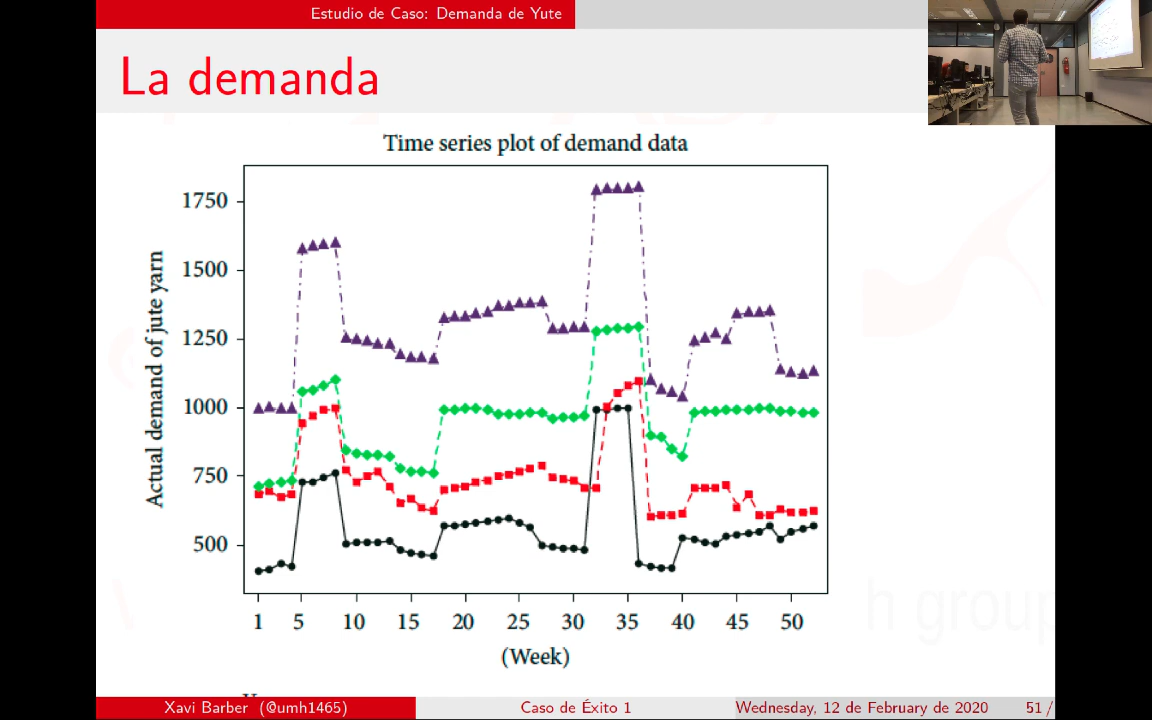 Estudio de Caso: Demanda de Yute
La demanda
Time series plot of demand data
1750
1500
1250
1000
750
500
Actual demand of jute yarn
1 5 10 15 20 25 30 35 40 45 50
(Week)
h group
Xavi Barber (@umh1465) Caso de Éxito 1 Wednesday, 12 de February de 2020 51 /